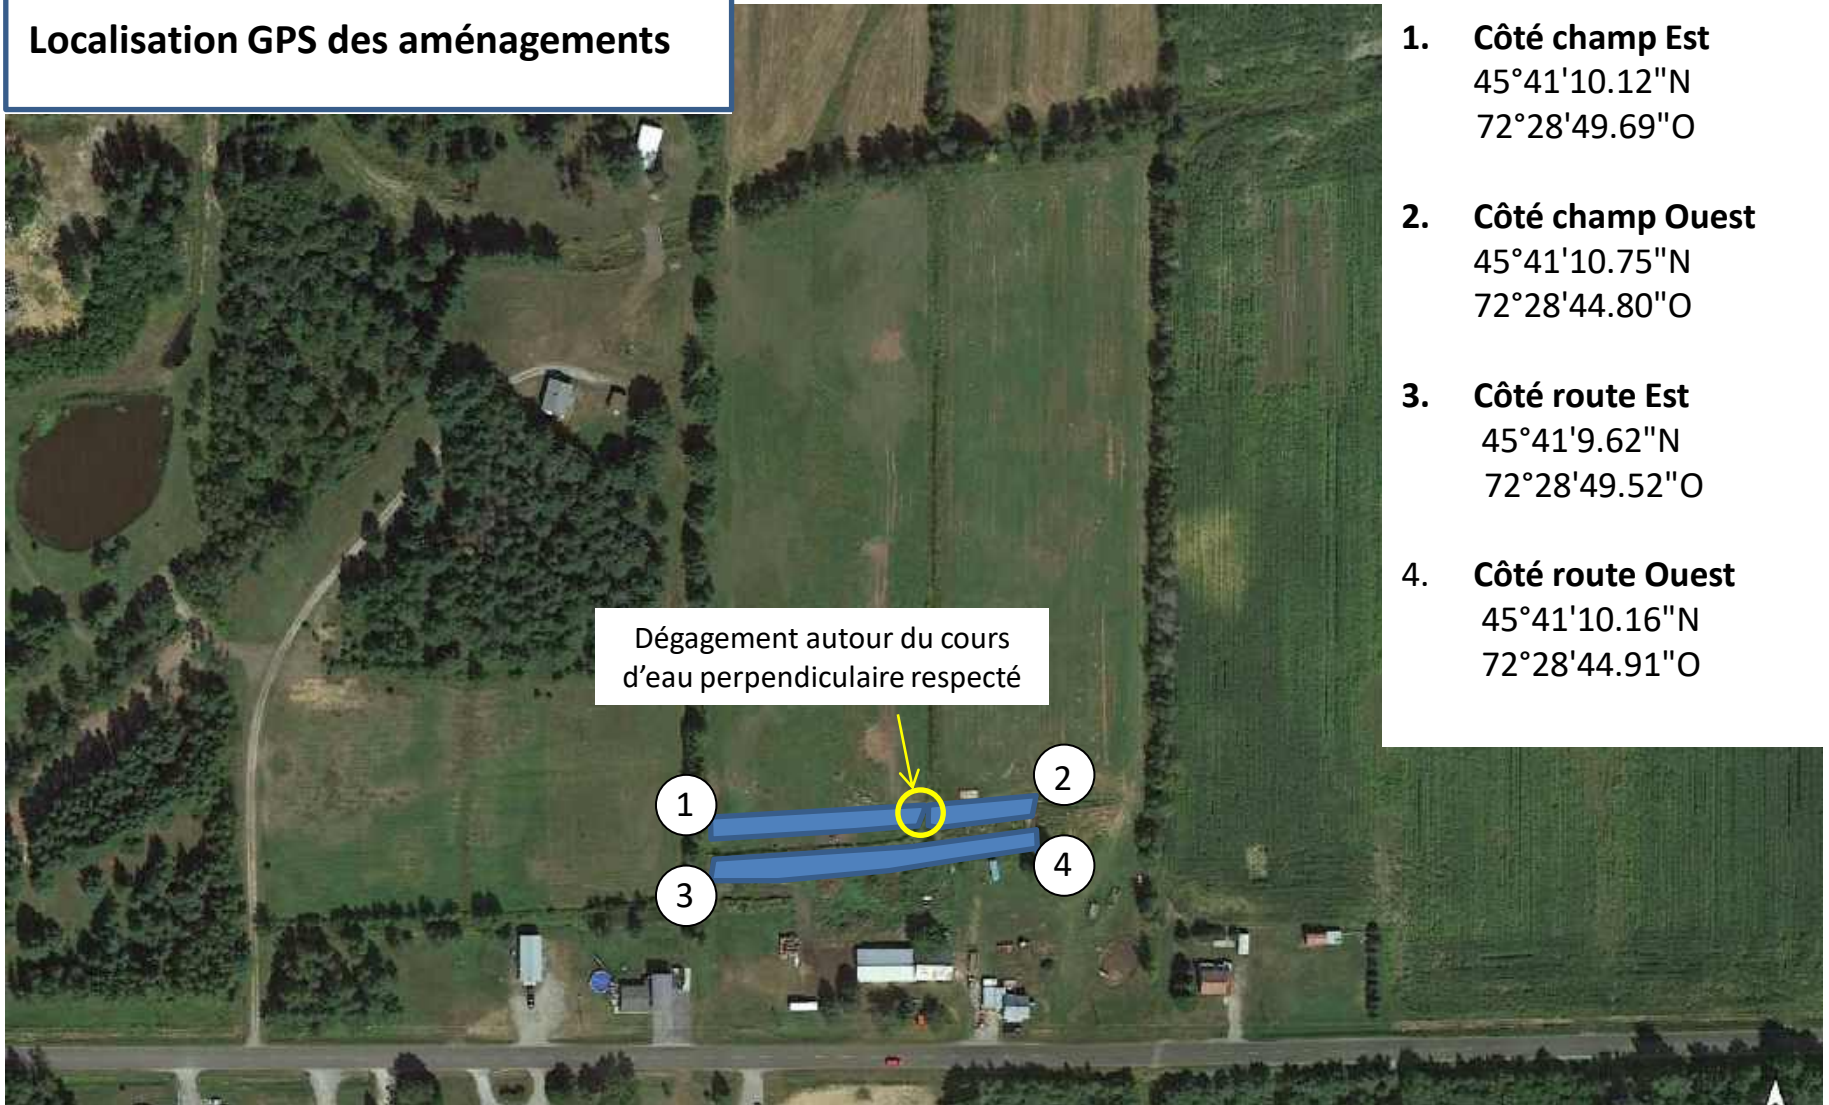 Localisation GPS des aménagements
1. Côté champ Est
45°41'10.12"N
72°28'49.69"O
2. Côté champ Ouest
45°41'10.75"N
72°28'44.80"O
3. Côté route Est
45°41'9.62"N
72°28'49.52"O
4. Côté route Ouest
45°41'10.16"N
72°28'44.91"O
Dégagement autour du cours
d'eau perpendiculaire respecté
1
2
3
4